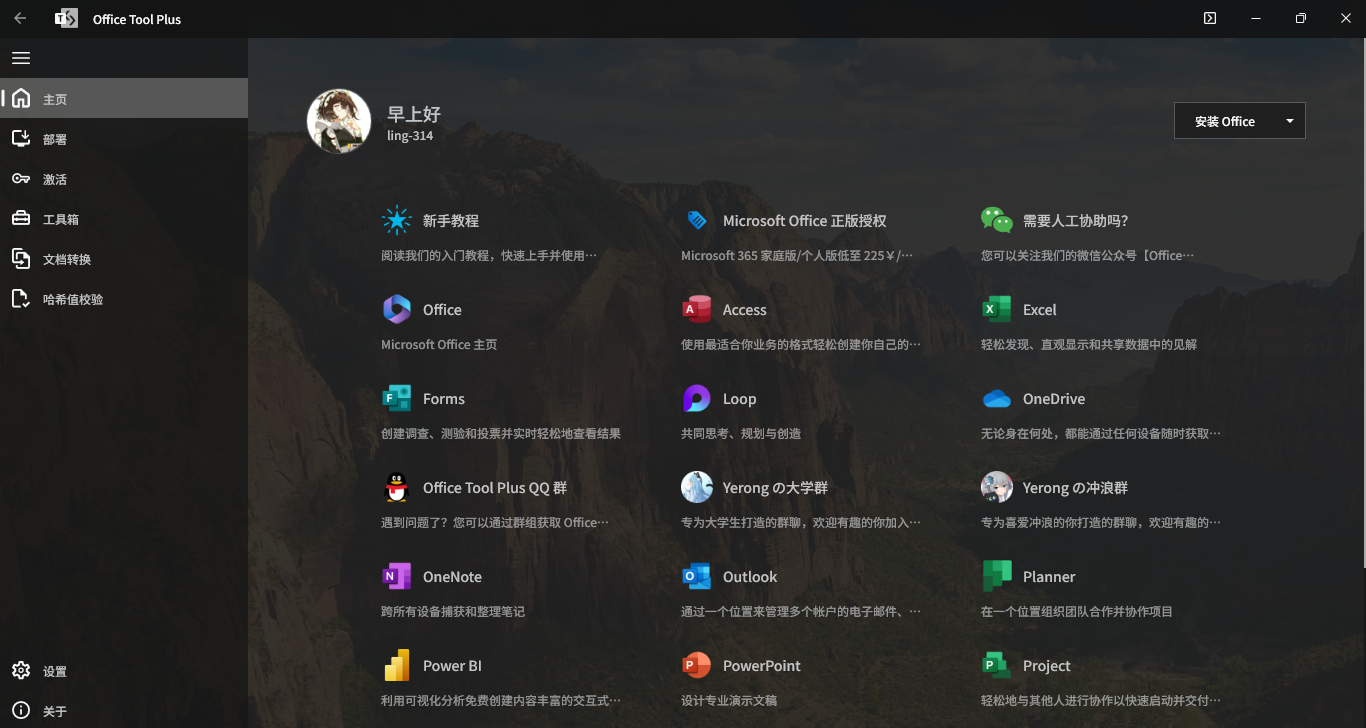 Office Tool Plus
主页
部署
激活
工具箱
文档转换
哈希值校验
设置
关于
早上好
ling-314
安装 Office
新手教程
阅读我们的入门教程，快速上手并使用…
Microsoft Office 正版授权
Microsoft 365 家庭版/个人版低至 225￥/…
需要人工协助吗?
您可以关注我们的微信公众号【Office…
Office
Microsoft Office 主页
Access
使用最适合你业务的格式轻松创建你自己的…
Excel
轻松发现、直观显示和共享数据中的见解
Forms
创建调查、测验和投票并实时轻松地查看结果
Loop
共同思考、规划与创造
OneDrive
无论身在何处，都能通过任何设备随时获取…
Office Tool Plus QQ 群
遇到问题了？您可以通过群组获取 Office…
Yerong の大学群
专为大学生打造的群聊，欢迎有趣的你加入…
Yerong の冲浪群
专为喜爱冲浪的你打造的群聊，欢迎有趣的…
OneNote
跨所有设备捕获和整理笔记
Outlook
通过一个位置来管理多个帐户的电子邮件、…
Planner
在一个位置组织团队合作并协作项目
Power BI
利用可视化分析免费创建内容丰富的交互式…
PowerPoint
设计专业演示文稿
Project
轻松地与其他人进行协作以快速启动并交付…